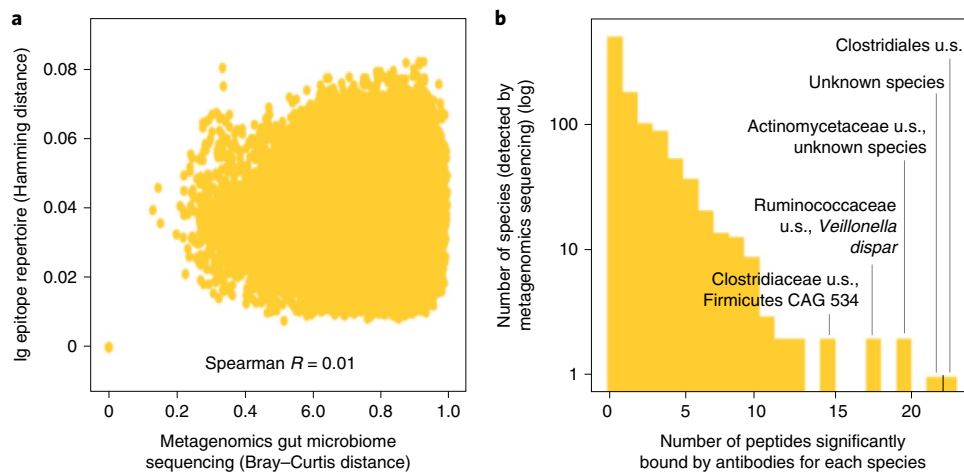 a
Ig epitope repertoire (Hamming distance)
0.08
0.06
0.04
0.02
0
Spearman R = 0.01
0
0.2
0.4
6.0
0.8
1.0
Metagenomics gut microbiome
sequencing (Bray–Curtis distance)
b
Number of species (detected by
metagenomics sequencing) (log)
100
10
1
Clostridiales u.s.
Unknown species
Actinomycetaceae u.s.,
unknown species
Ruminococcaceae
u.s., Veillonella
dispar
Clostridiaceae u.s.,
Firmicutes CAG 534
0
5
10
15
20
Number of peptides significantly
bound by antibodies for each species